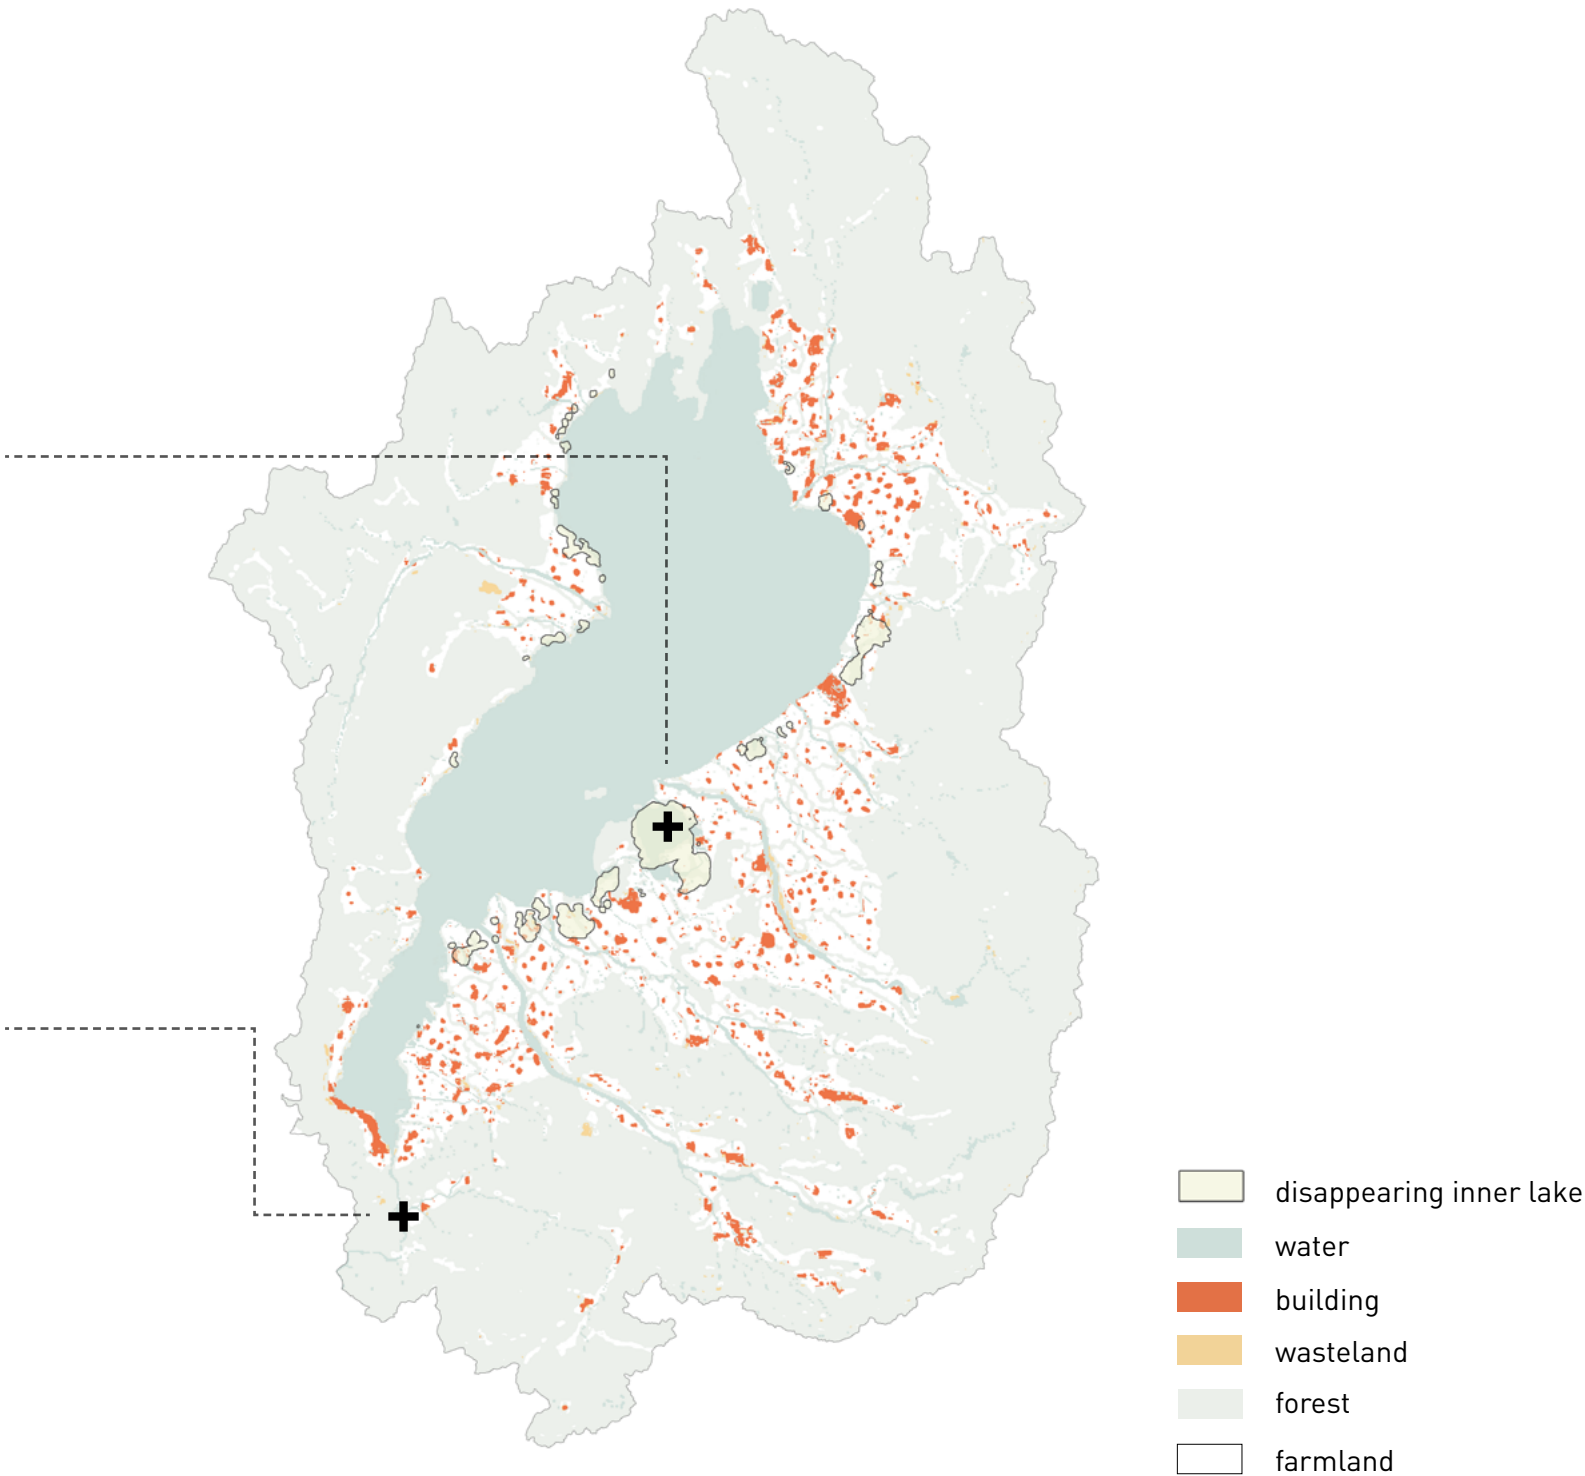 disappearing inner lake
water
building
wasteland
forest
farmland